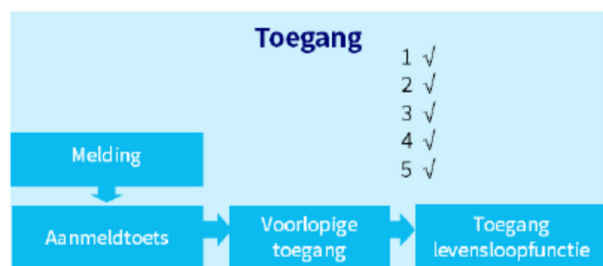 Toegang
1 √
2 √
3 √
4 √
5 √
Melding
Aanmeldtoets
Voorlopige
toegang
Toegang
levensloopfunctie